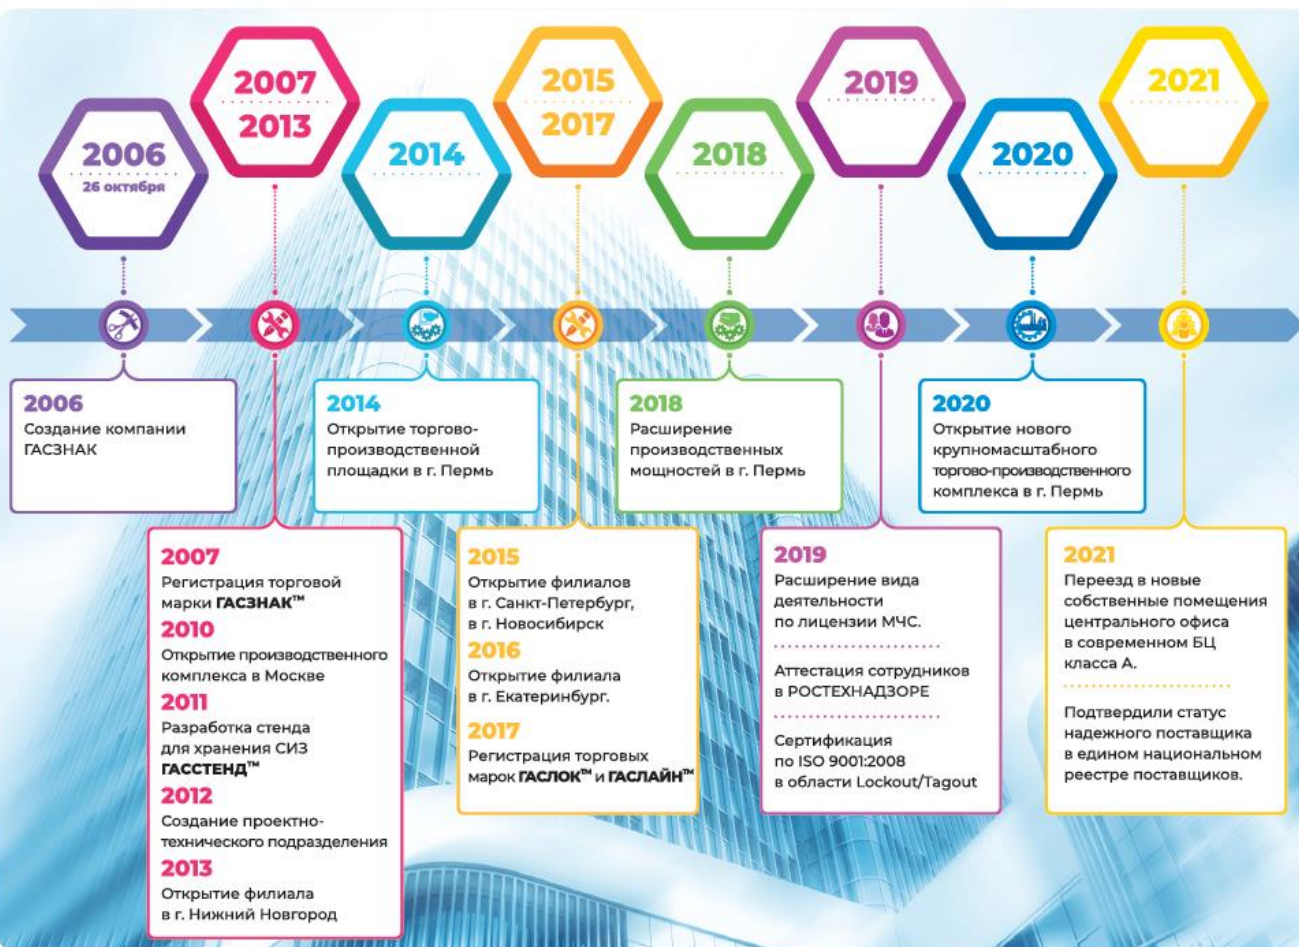 2006
26 октября
2007
2013
2014
2015
2017
2018
2019
2020
2021
2006
Создание компании
ГАСЗНАК
2007
Регистрация торговой
марки ГАСЗНАК™
2010
Открытие производственного
комплекса в Москве
2011
Разработка стенда
для хранения СИЗ
ГАССТЕНД™
2012
Создание проектно-
технического подразделения
2013
Открытие филиала
в г. Нижний Новгород
2014
Открытие торгово-
производственной
площадки в г. Пермь
2015
Открытие филиалов
в г. Санкт-Петербург,
в г. Новосибирск
2016
Открытие филиала
в г. Екатеринбург.
2017
Регистрация торговых
марок ГАСЛОК™ и ГАСЛАЙН™
2018
Расширение
производственных
мощностей в г. Пермь
2019
Расширение вида
деятельности
по лицензии МЧС.
Аттестация сотрудников
в РОСТЕХНАДЗОРЕ
Сертификация
по ISO 9001:2008
в области Lockout/Tagout
2020
Открытие нового
крупномасштабного
торгово-производственного
комплекса в г. Пермь
2021
Переезд в новые
собственные помещения
центрального офиса
в современном БЦ
класса А.
Подтвердили статус
надежного поставщика
в едином национальном
реестре поставщиков.